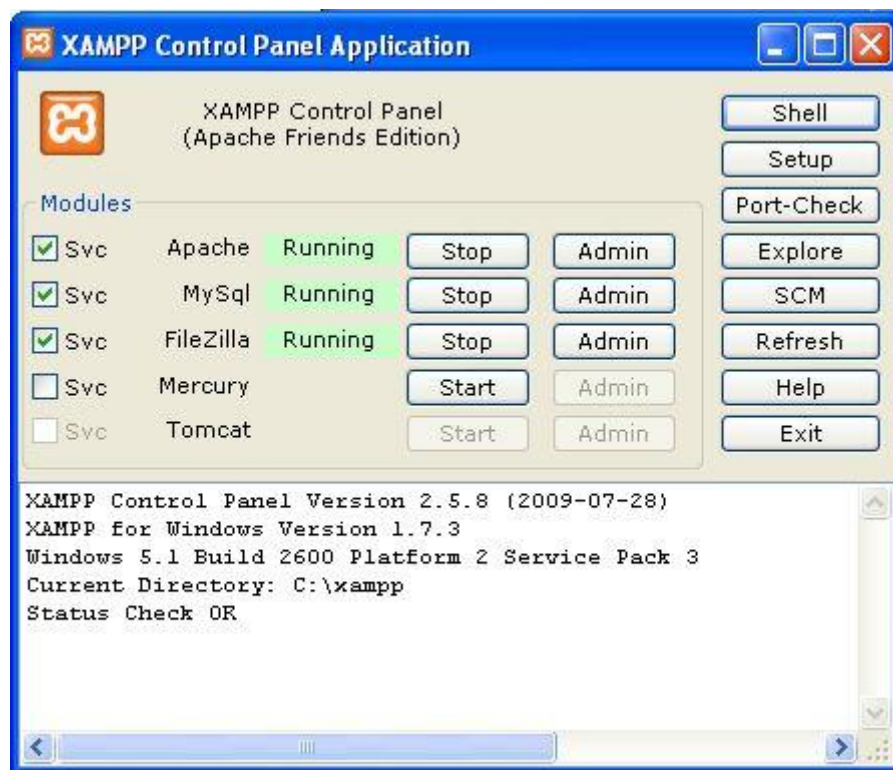 XAMPP Control Panel Application
XAMPP Control Panel
(Apache Friends Edition)
Shell
Setup
Port-Check
Explore
SCM
Refresh
Help
Exit
Modules
Svc Apache Running Stop Admin
Svc MySql Running Stop Admin
Svc FileZilla Running Stop Admin
Svc Mercury Start Admin
Svc Tomcat Start Admin
XAMPP Control Panel Version 2.5.8 (2009-07-28)
XAMPP for Windows Version 1.7.3
Windows 5.1 Build 2600 Platform 2 Service Pack 3
Current Directory: C:\xampp
Status Check OK